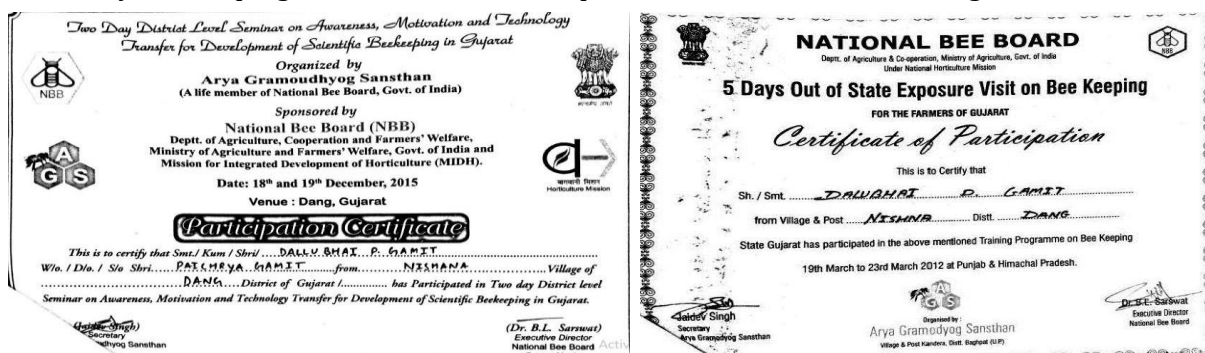 Two Day District Level Seminar on Awareness, Motivation and Technology
Transfer for Development of Scientific Beekeeping in Gujarat
Organized by
Arya Gramoudhyog Sansthan
(A life member of National Bee Board, Govt. of India)
NBB
Sponsored by
National Bee Board (NBB)
Deptt. of Agriculture, Cooperation and Farmers' Welfare,
Ministry of Agriculture and Farmers' Welfare, Govt. of India and
Mission for Integrated Development of Horticulture (MIDH).
A
G S
Horticulture Mission
Date: 18th and 19th December, 2015
Venue : Dang, Gujarat
Participation Certificate
This is to certify that Smt./ Kum / Shri/ ....DALLU BHAI P. GAMIT
W/o. / D/o. / S/o Shri.... GAMIT....from....NISHANA....Village of
DANG....District of Gujarat /.... has Participated in Two day District level
Seminar on Awareness, Motivation and Technology Transfer for Development of Scientific Beekeeping in Gujarat.
(Jaidev Singh)
Secretary
Sansthan
(Dr. B.L. Sarswat)
Executive Director
National Bee Board
NATIONAL BEE BOARD
Deptt. of Agriculture & Co-operation, Ministry of Agriculture, Govt. of India
Under National Horticulture Mission
NBB
5 Days Out of State Exposure Visit on Bee Keeping
FOR THE FARMERS OF GUJARAT
Certificate of Participation
This is to Certify that
Sh. / Smt. ....DALUBHAI D. GAMIT....
from Village & Post ....NISHNA.... Distt. ....DANG....
State Gujarat has participated in the above mentioned Training Programme on Bee Keeping
19th March to 23rd March 2012 at Punjab & Himachal Pradesh.
A
G S
Jaidev Singh
Secretary
Arya Gramodyog Sansthan
Organised by :
Arya Gramodyog Sansthan
Village & Post Kandera, Distt. Baghpat (U.P)
Dr. B.L. Sarswat
Executive Director
National Bee Board